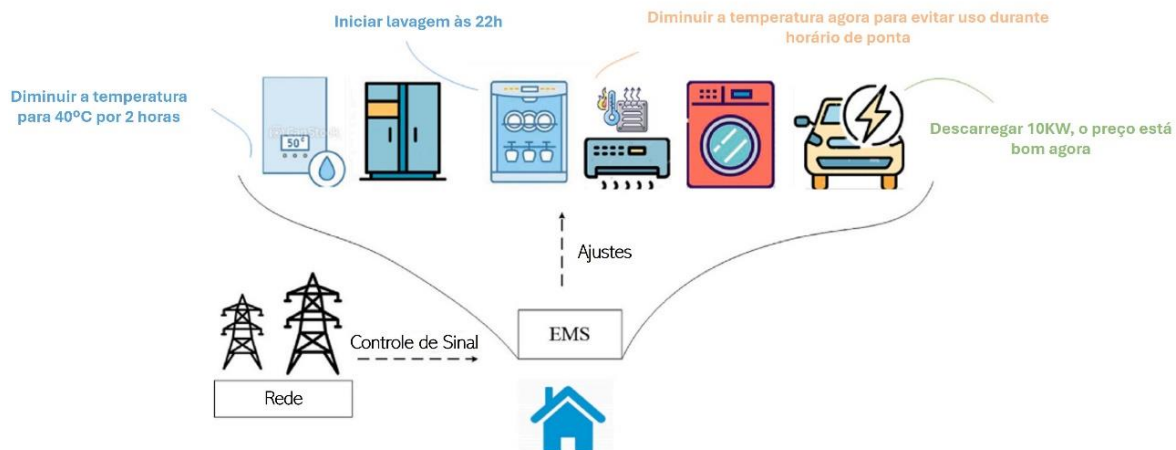 Iniciar lavagem às 22h
Diminuir a temperatura agora para evitar uso durante
horário de ponta
Diminuir a temperatura
para 40ºC por 2 horas
50°
Descarregar 10KW, o preço está
bom agora
Ajustes
EMS
Controle de Sinal
Rede